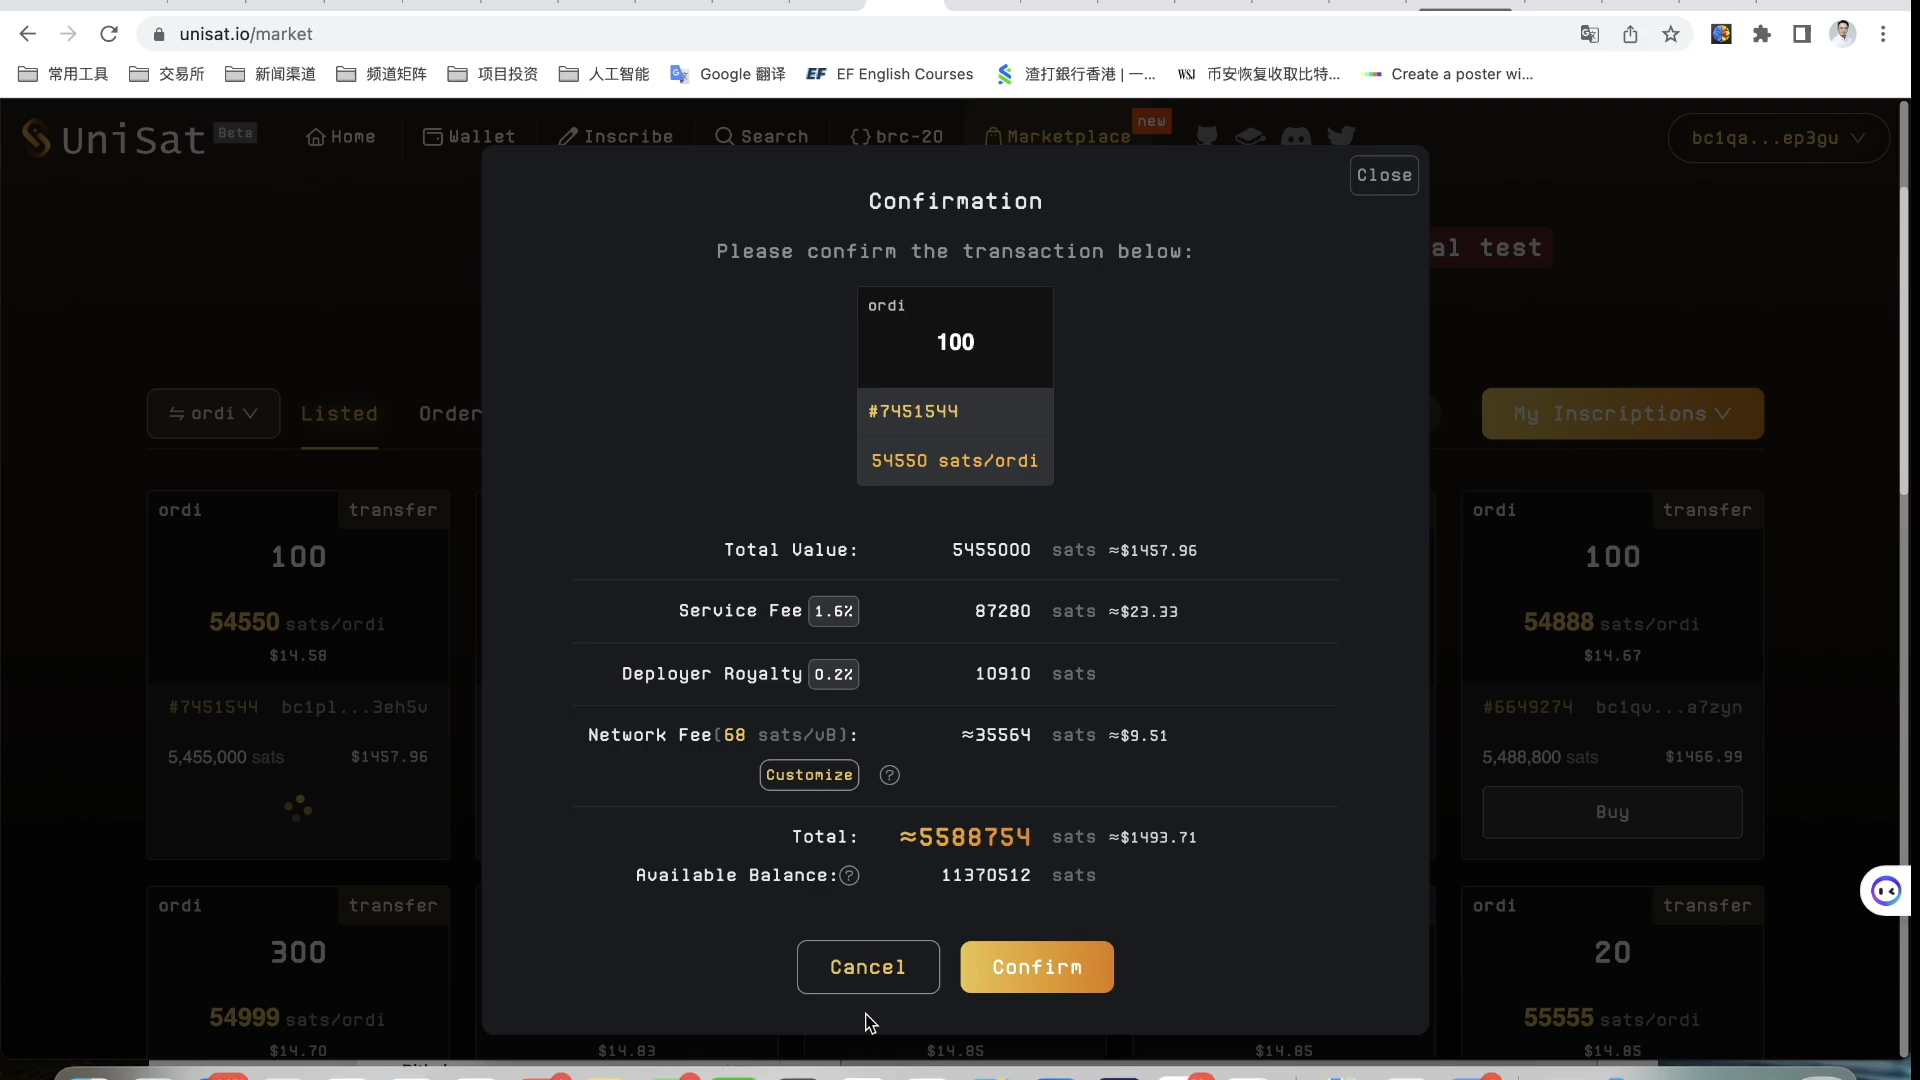 unisat.io/market
常用工具 交易所 新闻渠道 频道矩阵 项目投资 人工智能 Google 翻译 EF EF English Courses 渣打銀行香港 | 一... WSJ 币安恢复收取比特... Create a poster wi...
UniSat Beta Home Wallet Inscribe Search {} brc-20 Marketplace new bc1qa...ep3gu
Close
Confirmation
Please confirm the transaction below:
al test
ordi
100
#7451544
54550 sats/ordi
ordi Listed Order My Inscriptions
ordi transfer
100
54550 sats/ordi
$14.58
#7451544 bc1pl...3eh5v
5,455,000 sats $1457.96
Total Value: 5455000 sats ≈$1457.96
Service Fee 1.6% 87280 sats ≈$23.33
Deployer Royalty 0.2% 10910 sats
Network Fee(68 sats/vB): ≈35564 sats ≈$9.51
Customize ?
Total: ≈5588754 sats ≈$1493.71
Available Balance: ? 11370512 sats
Cancel Confirm
ordi transfer
100
54888 sats/ordi
$14.67
#6649274 bc1qv...a7zyn
5,488,800 sats $1466.99
Buy
ordi transfer
300
54999 sats/ordi
$14.70
$14.83
$14.85
$14.85
ordi transfer
20
55555 sats/ordi
$14.85